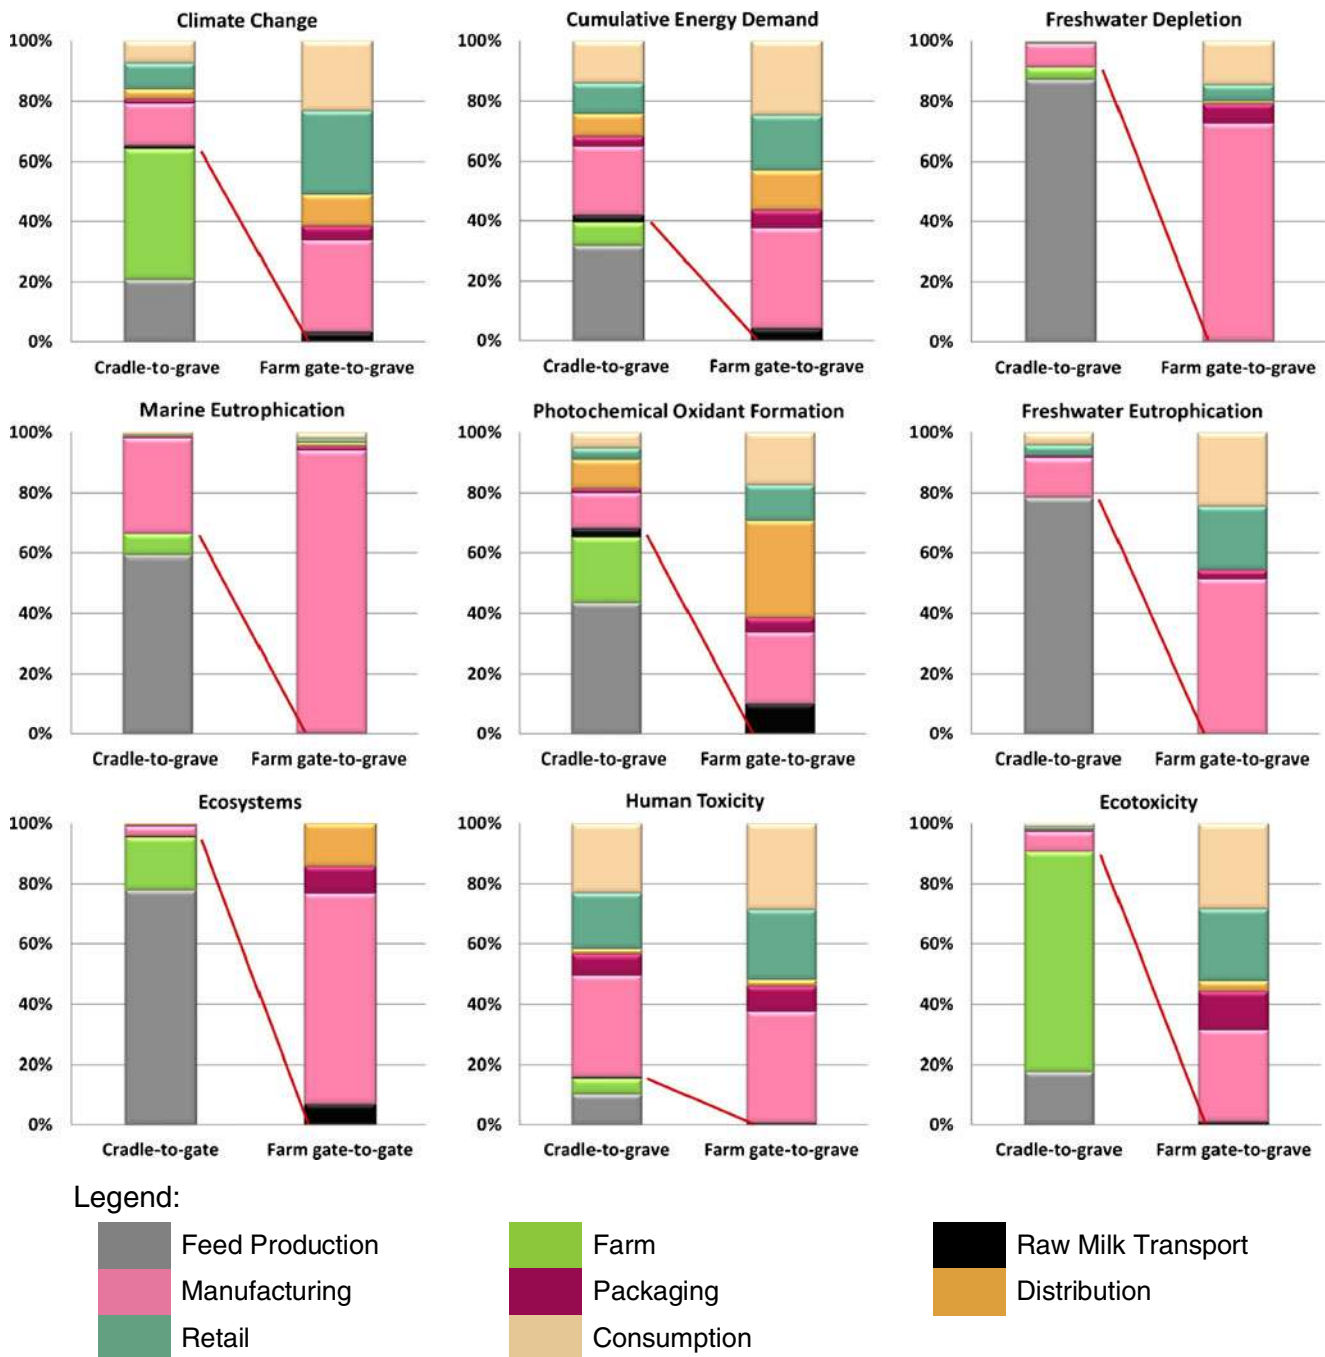 Climate Change
100%
80%
60%
40%
20%
0%
Cradle-to-grave Farm gate-to-grave
Cumulative Energy Demand
100%
80%
60%
40%
20%
0%
Cradle-to-grave Farm gate-to-grave
Freshwater Depletion
100%
80%
60%
40%
20%
0%
Cradle-to-grave Farm gate-to-grave
Marine Eutrophication
100%
80%
60%
40%
20%
0%
Cradle-to-grave Farm gate-to-grave
Photochemical Oxidant Formation
100%
80%
60%
40%
20%
0%
Cradle-to-grave Farm gate-to-grave
Freshwater Eutrophication
100%
80%
60%
40%
20%
0%
Cradle-to-grave Farm gate-to-grave
Ecosystems
100%
80%
60%
40%
20%
0%
Cradle-to-gate Farm gate-to-gate
Human Toxicity
100%
80%
60%
40%
20%
0%
Cradle-to-grave Farm gate-to-grave
Ecotoxicity
100%
80%
60%
40%
20%
0%
Cradle-to-grave Farm gate-to-grave
Legend:
Feed Production Farm Raw Milk Transport
Manufacturing Packaging Distribution
Retail Consumption